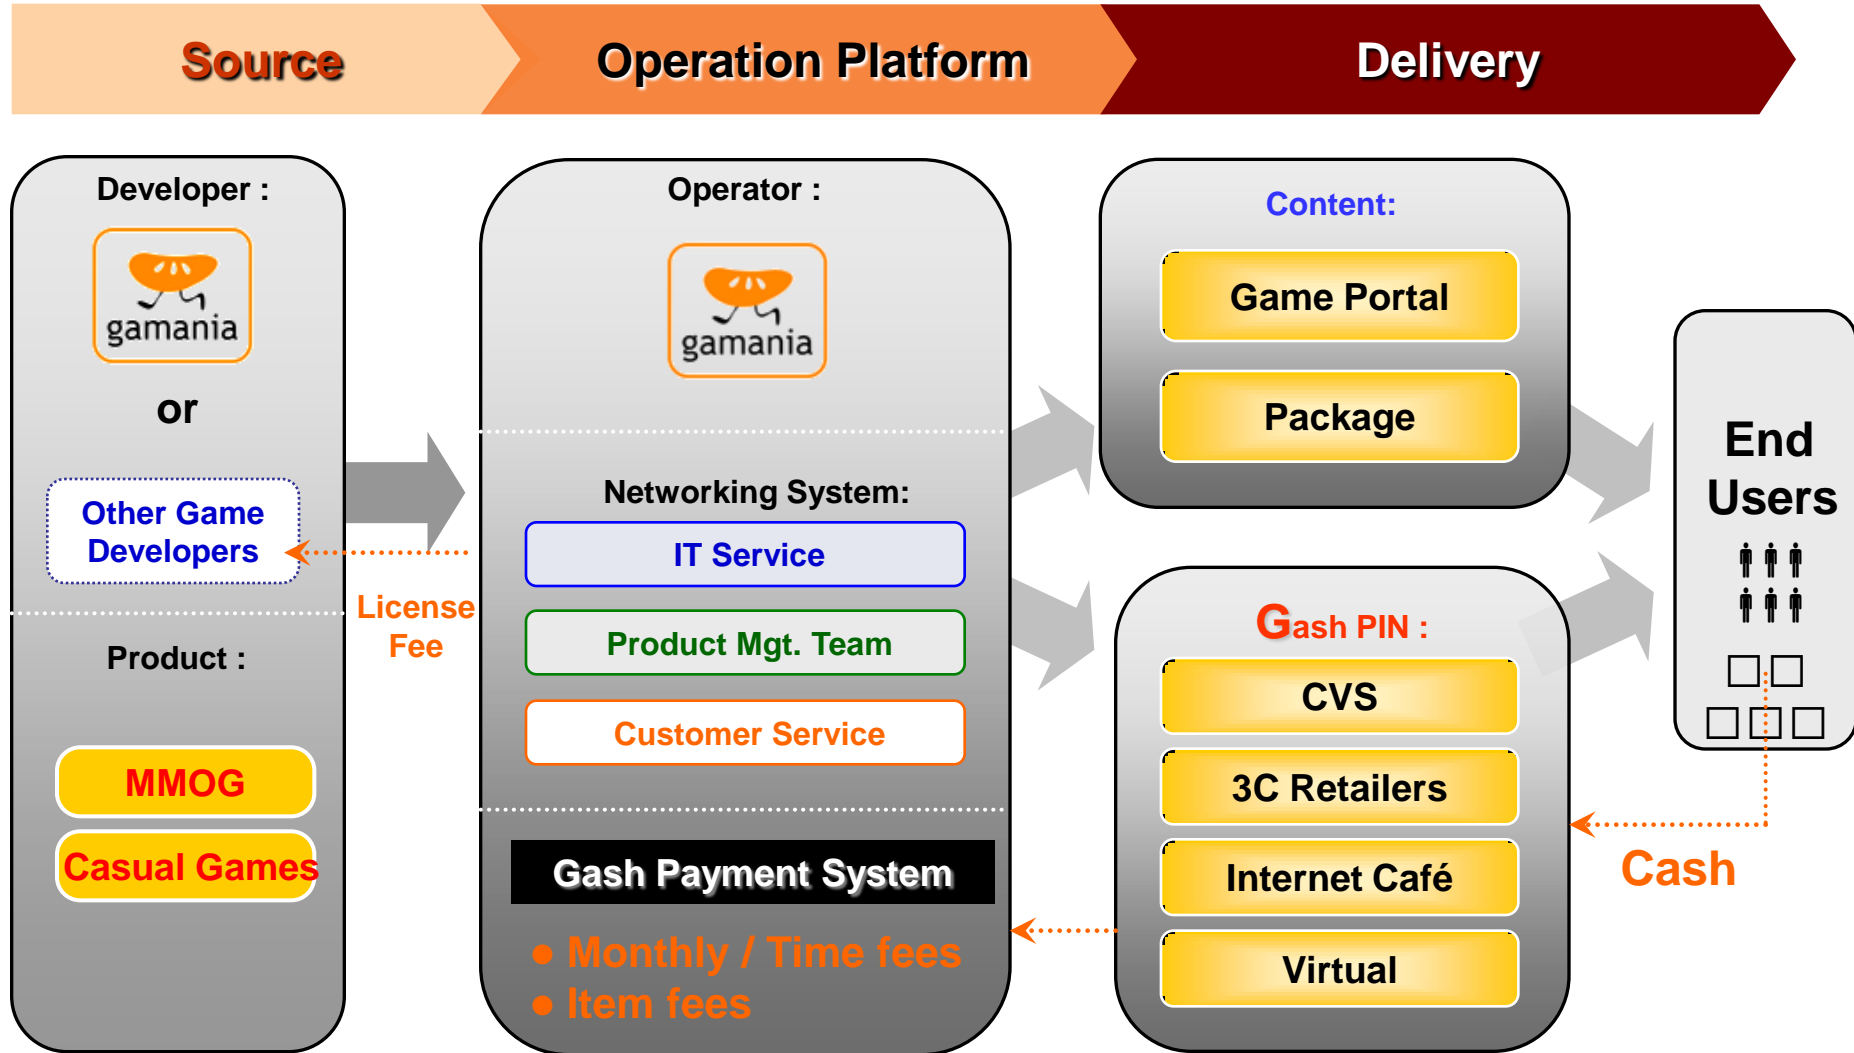 Source
Operation Platform
Delivery
Developer :
gamania
or
Other Game
Developers
Product :
MMOG
Casual Games
License
Fee
Operator :
gamania
Networking System:
IT Service
Product Mgt. Team
Customer Service
Gash Payment System
● Monthly / Time fees
● Item fees
Content:
Game Portal
Package
Gash PIN :
CVS
3C Retailers
Internet Café
Virtual
End
Users
Cash